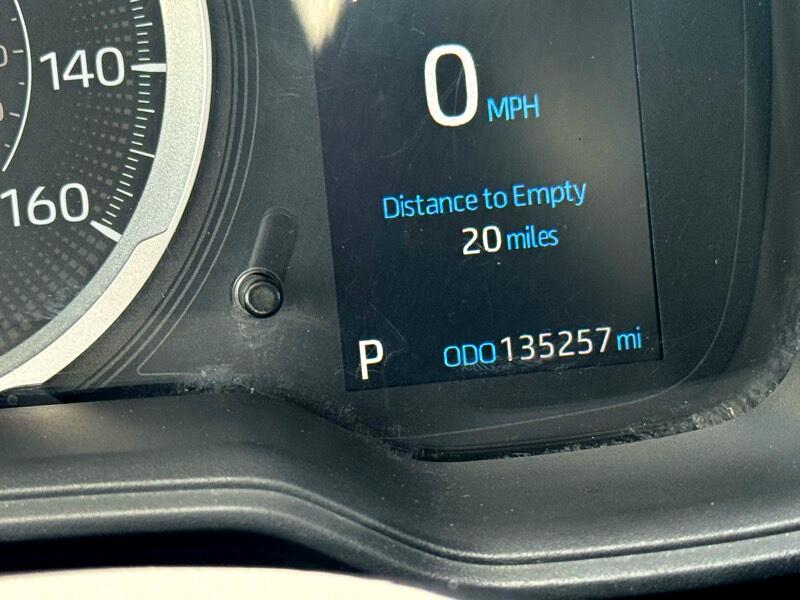 140
160
0 MPH
Distance to Empty
20 miles
P ODO 135257 mi